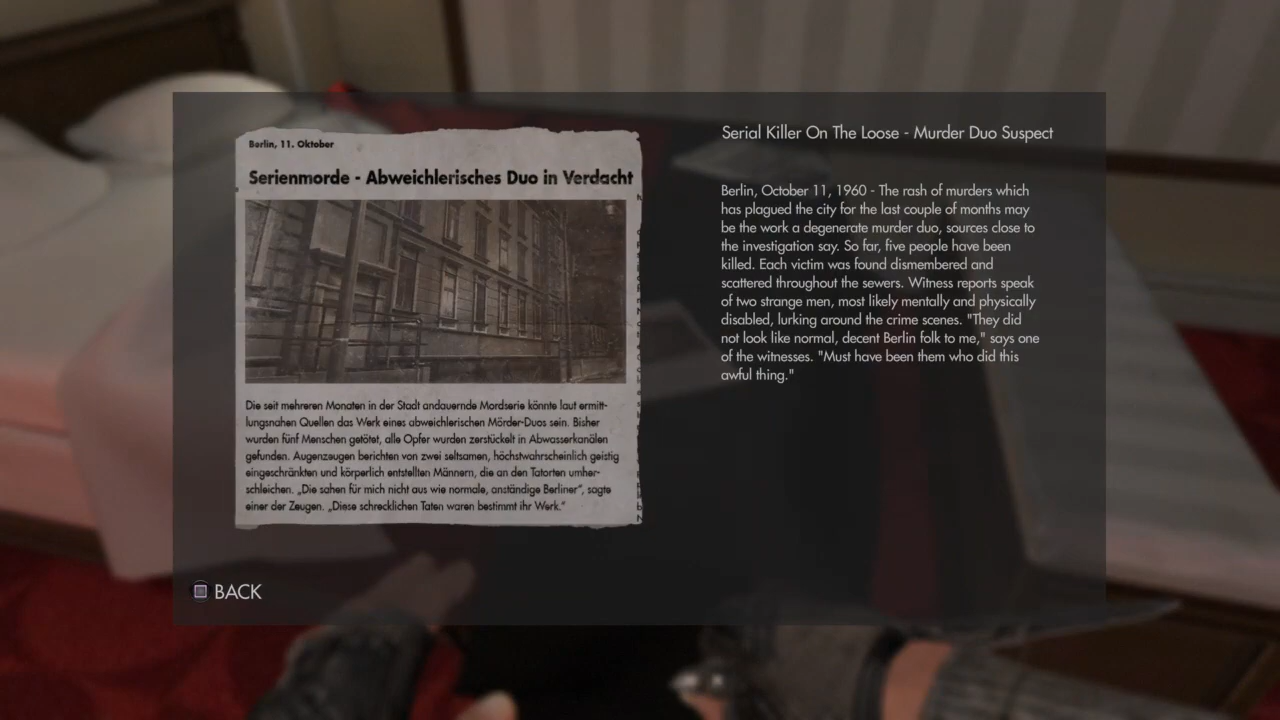 Berlin, 11. Oktober
Serienmorde - Abweichlerisches Duo in Verdacht
Die seit mehreren Monaten in der Stadt andauernde Mordserie könnte laut ermitt-
lungsnahen Quellen das Werk eines abweichlerischen Mörder-Duos sein. Bisher
wurden fünf Menschen getötet, alle Opfer wurden zerstückelt in Abwasserkanälen
gefunden. Augenzeugen berichten von zwei seltsamen, höchstwahrscheinlich geistig
eingeschränkten und körperlich entstellten Männern, die an den Tatorten umher-
schleichen. „Die sahen für mich nicht aus wie normale, anständige Berliner“, sagte
einer der Zeugen. „Diese schrecklichen Taten waren bestimmt ihr Werk.“
Serial Killer On The Loose - Murder Duo Suspect
Berlin, October 11, 1960 - The rash of murders which
has plagued the city for the last couple of months may
be the work a degenerate murder duo, sources close to
the investigation say. So far, five people have been
killed. Each victim was found dismembered and
scattered throughout the sewers. Witness reports speak
of two strange men, most likely mentally and physically
disabled, lurking around the crime scenes. "They did
not look like normal, decent Berlin folk to me," says one
of the witnesses. "Must have been them who did this
awful thing."
BACK